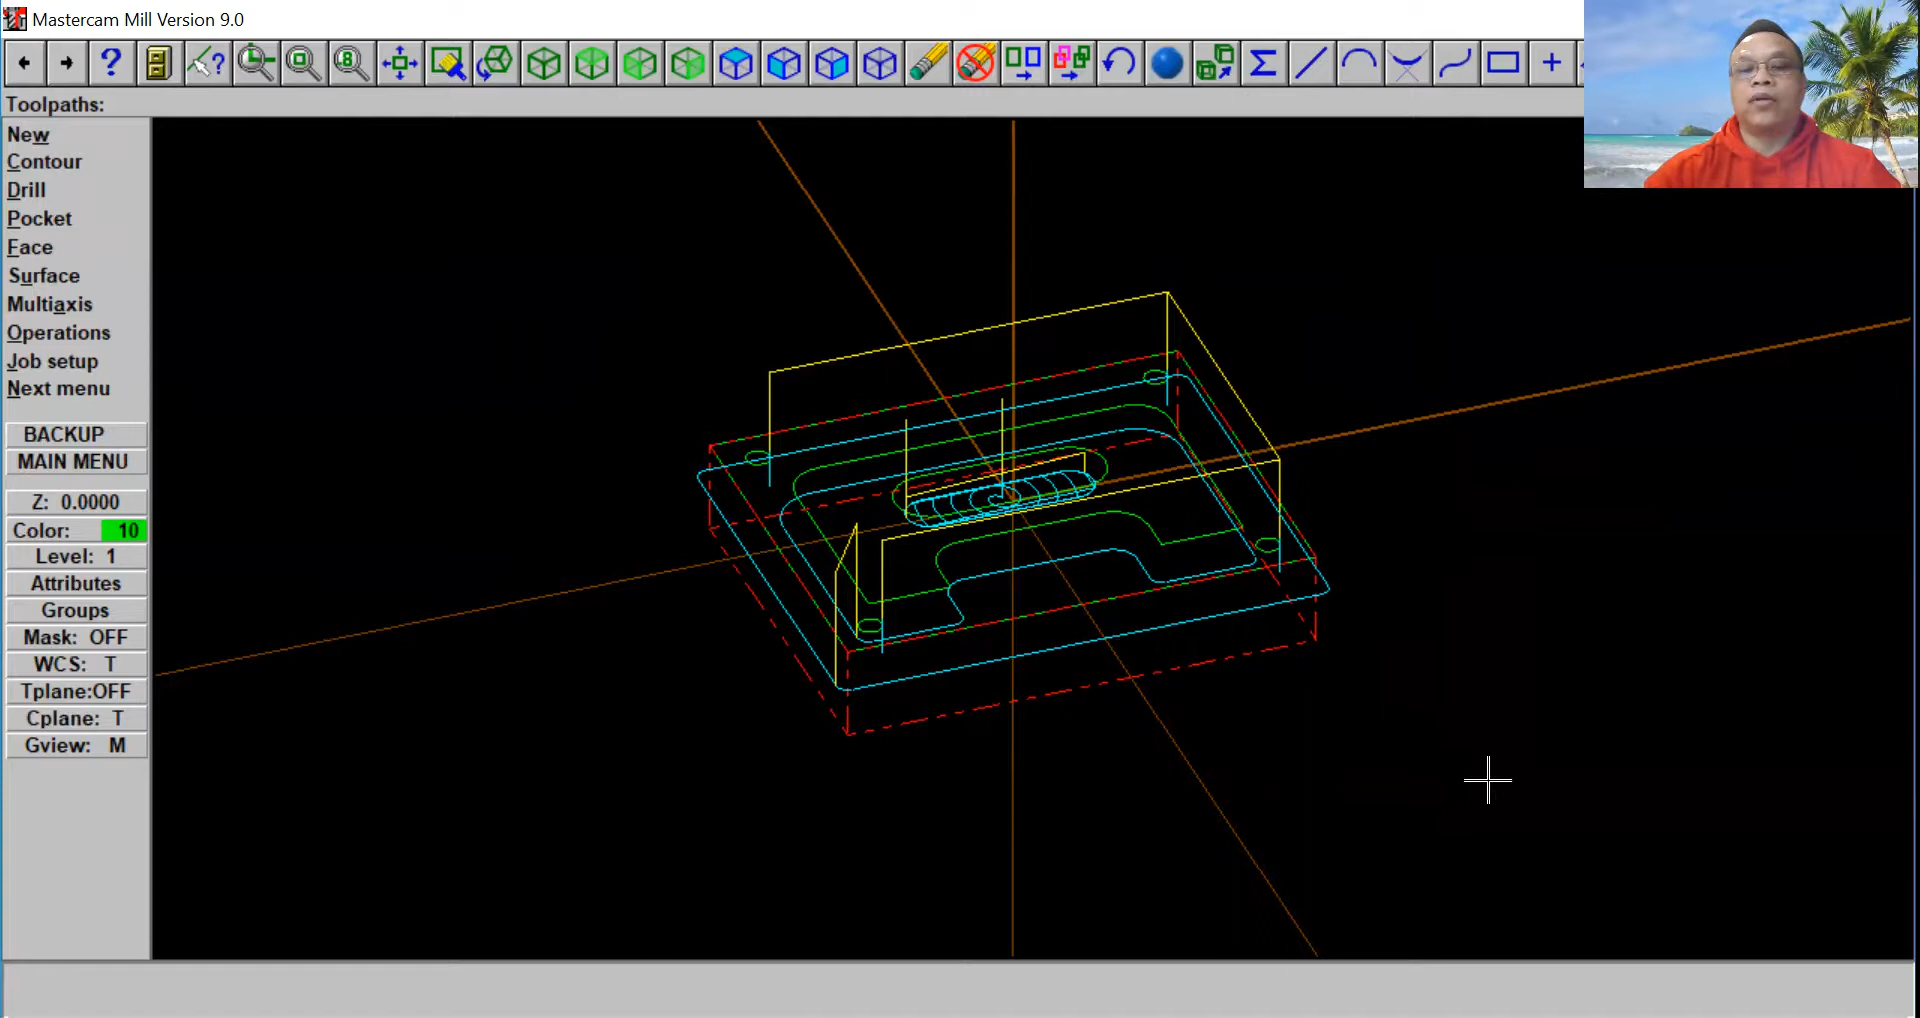 Mastercam Mill Version 9.0
Toolpaths:
New
Contour
Drill
Pocket
Face
Surface
Multiaxis
Operations
Job setup
Next menu
BACKUP
MAIN MENU
Z: 0.0000
Color: 10
Level: 1
Attributes
Groups
Mask: OFF
WCS: T
Tplane:OFF
Cplane: T
Gview: M